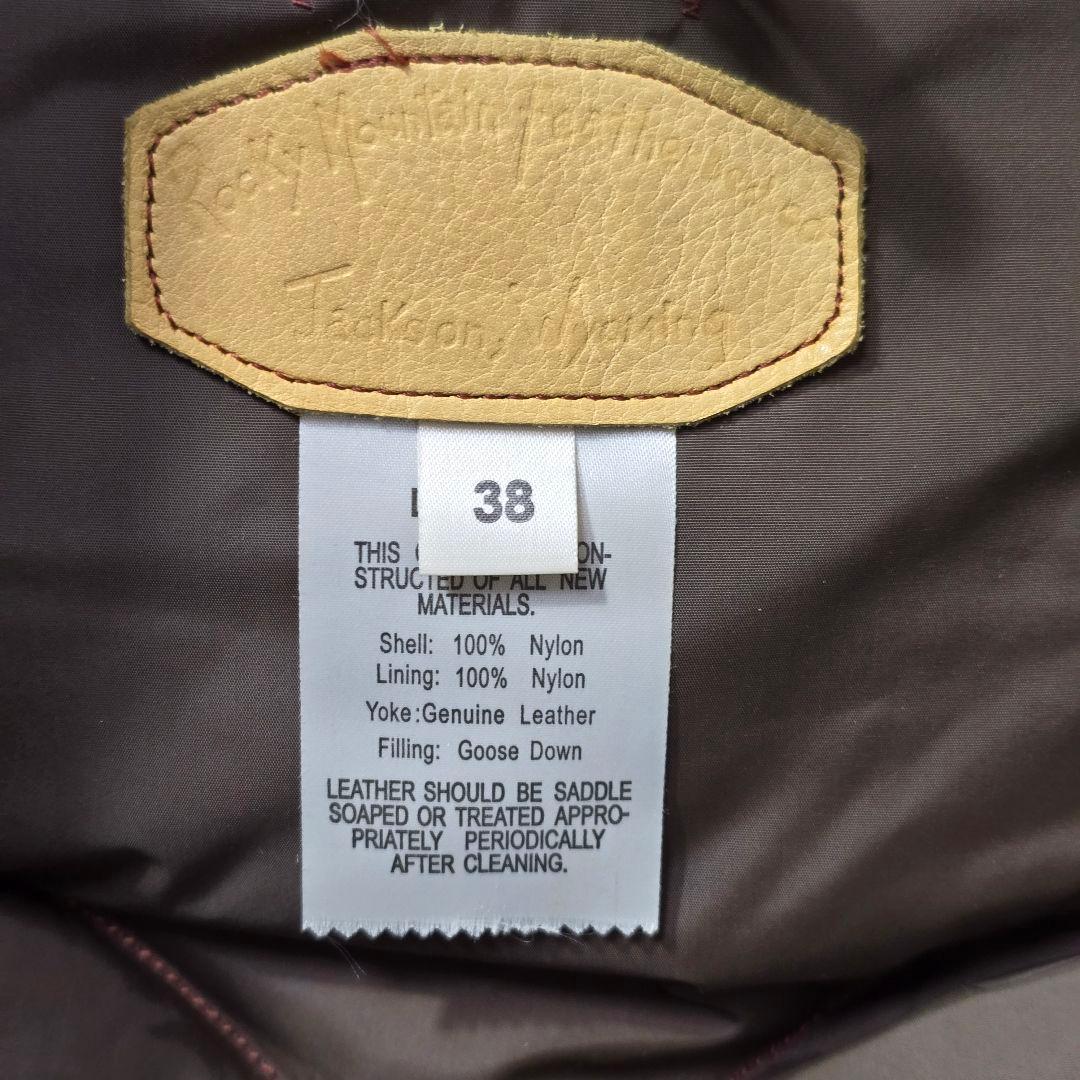 Rocky Mountain Featherbed co
Jackson, Wyoming
38
THIS
ON-
STRUCTED OF ALL NEW
MATERIALS.
Shell: 100% Nylon
Lining: 100% Nylon
Yoke:Genuine Leather
Filling: Goose Down
LEATHER SHOULD BE SADDLE
SOAPED OR TREATED APPRO-
PRIATELY PERIODICALLY
AFTER CLEANING.